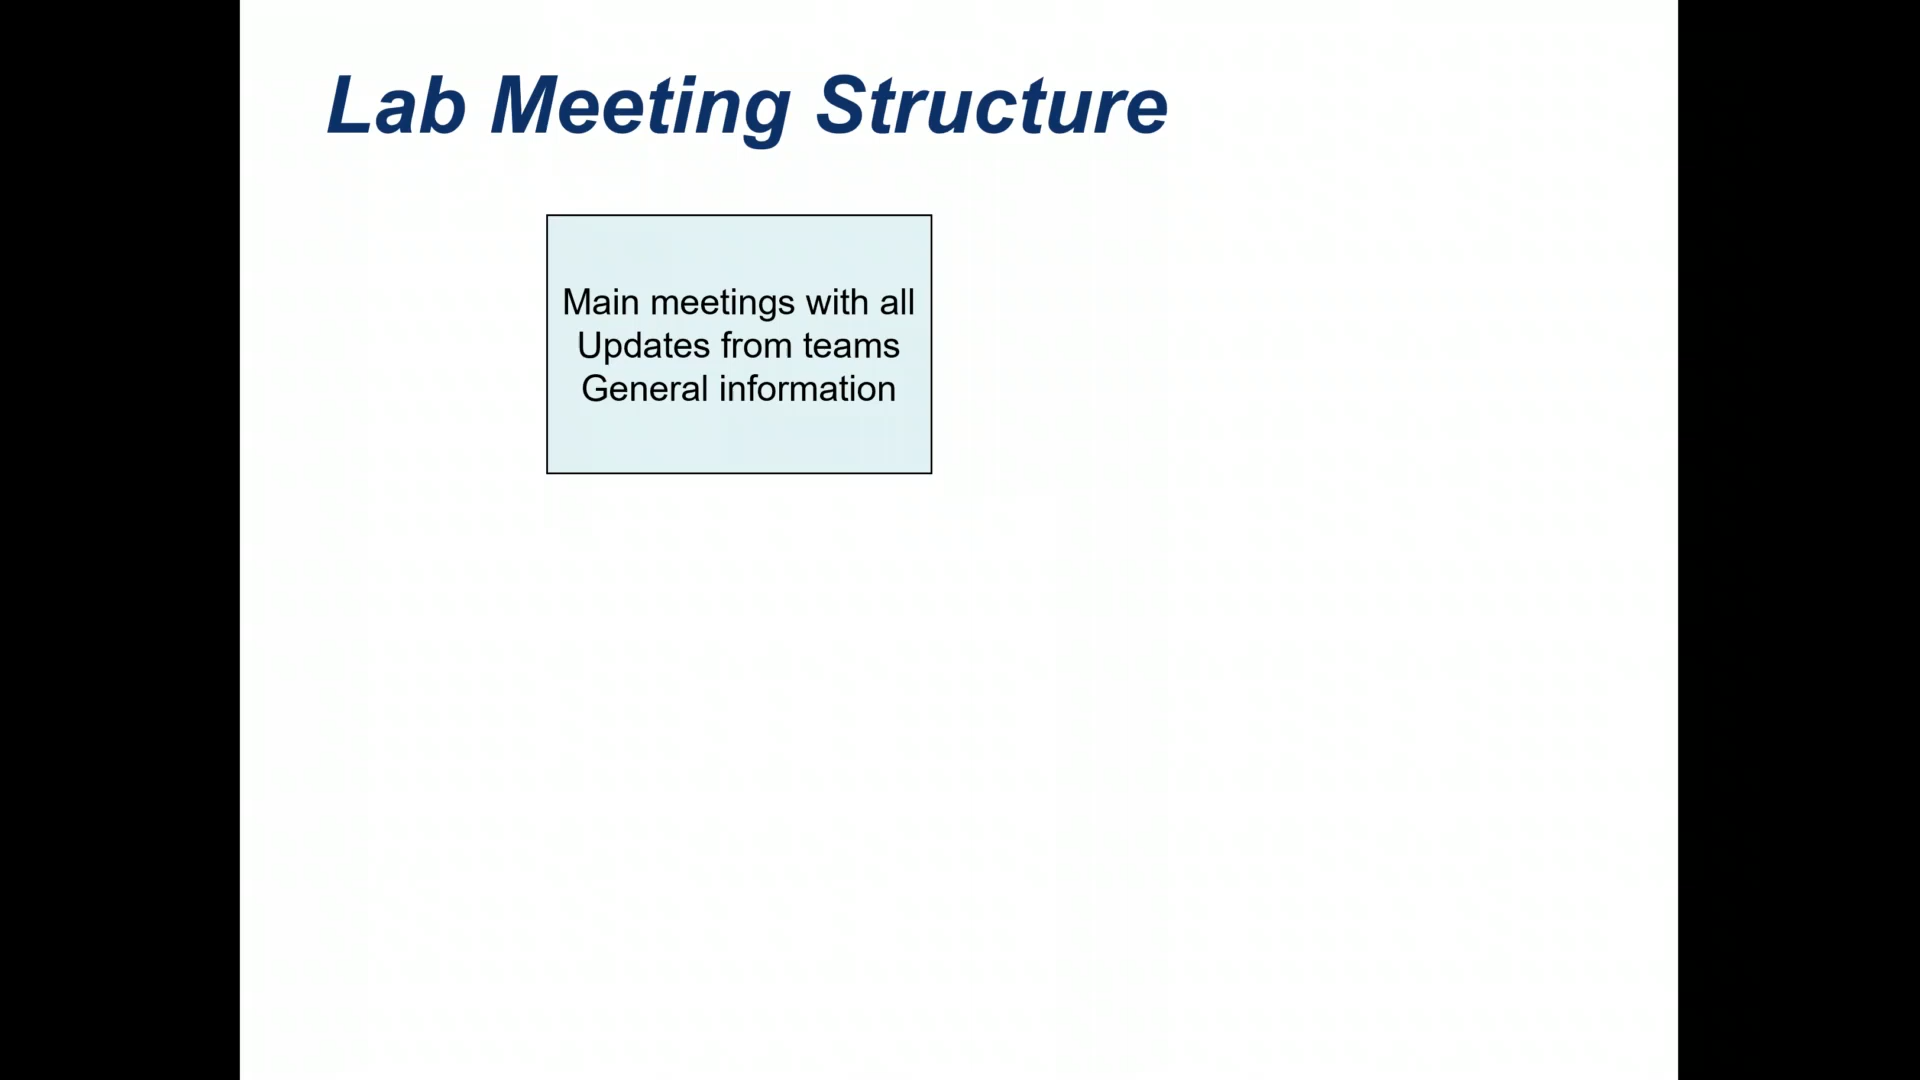 Lab Meeting Structure
Main meetings with all
Updates from teams
General information